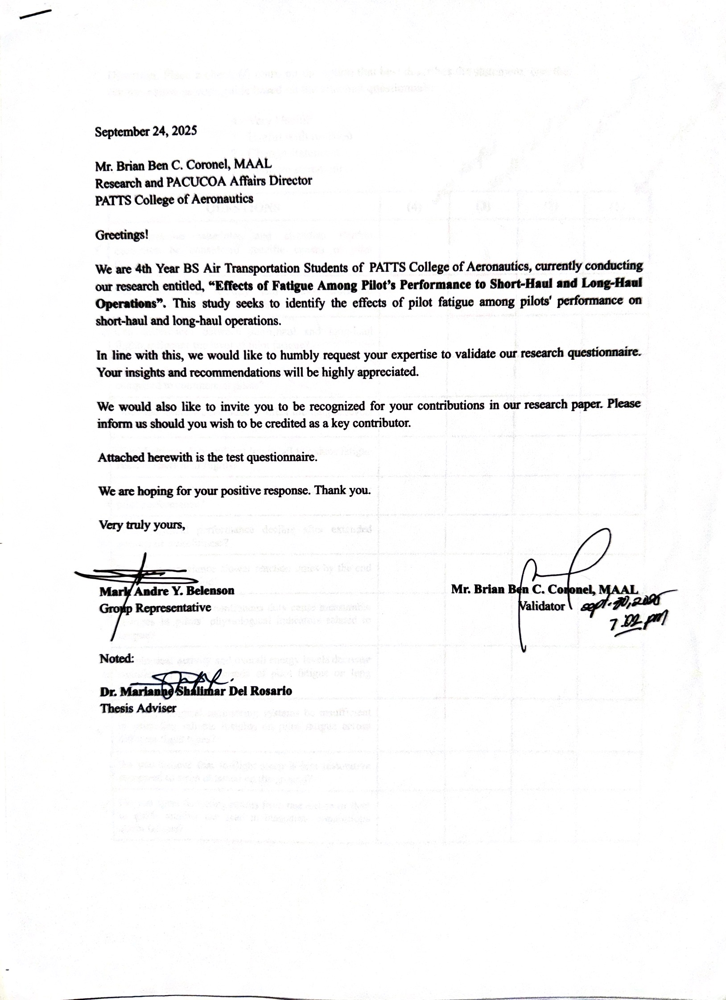 September 24, 2025
Mr. Brian Ben C. Coronel, MAAL
Research and PACUCOA Affairs Director
PATTS College of Aeronautics
Greetings!
We are 4th Year BS Air Transportation Students of PATTS College of Aeronautics, currently conducting
our research entitled, “Effects of Fatigue Among Pilot’s Performance to Short-Haul and Long-Haul
Operations”. This study seeks to identify the effects of pilot fatigue among pilots' performance on
short-haul and long-haul operations.
In line with this, we would like to humbly request your expertise to validate our research questionnaire.
Your insights and recommendations will be highly appreciated.
We would also like to invite you to be recognized for your contributions in our research paper. Please
inform us should you wish to be credited as a key contributor.
Attached herewith is the test questionnaire.
We are hoping for your positive response. Thank you.
Very truly yours,
Mark Andre Y. Belenson
Group Representative
Mr. Brian Ben C. Coronel, MAAL
Validator
sept.
7:02 pm
Noted:
Dr. Marianne Shalimar Del Rosario
Thesis Adviser